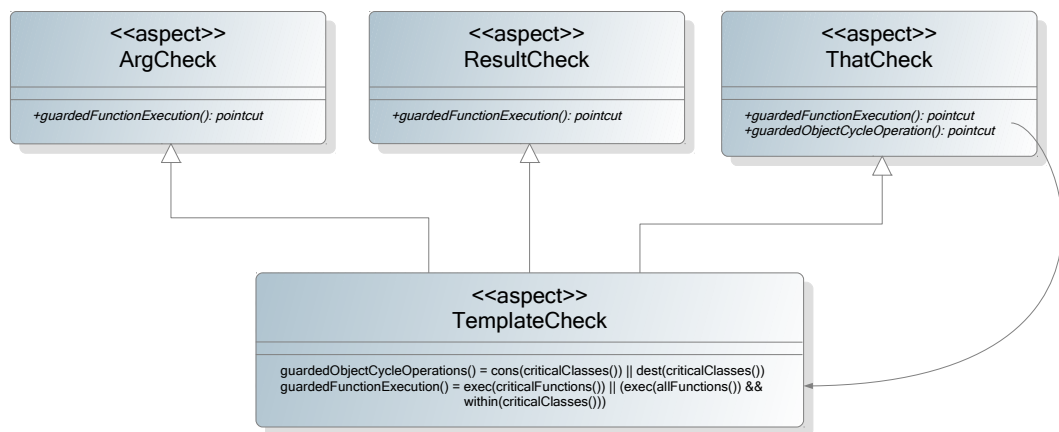 <<aspect>>
ArgCheck
+guardedFunctionExecution(): pointcut
<<aspect>>
ResultCheck
+guardedFunctionExecution(): pointcut
<<aspect>>
ThatCheck
+guardedFunctionExecution(): pointcut
+guardedObjectCycleOperation(): pointcut
<<aspect>>
TemplateCheck
guardedObjectCycleOperations() = cons(criticalClasses()) || dest(criticalClasses())
guardedFunctionExecution() = exec(criticalFunctions()) || (exec(allFunctions()) &&
within(criticalClasses()))